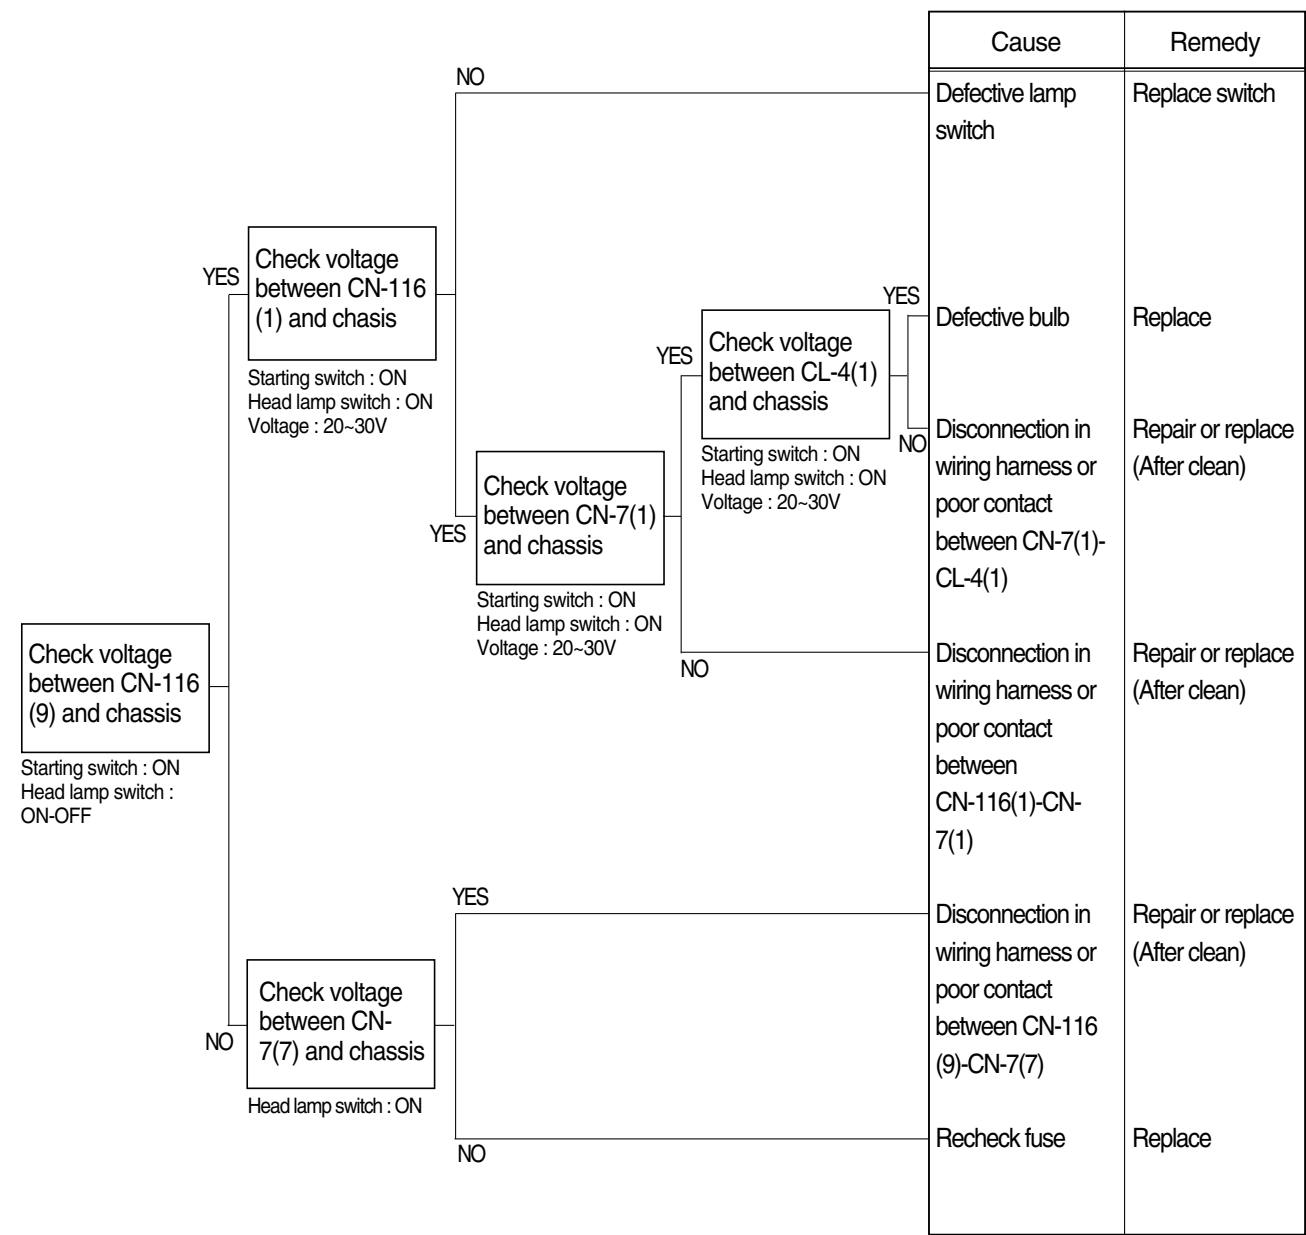 Cause
Remedy
NO
Defective lamp
switch
Replace switch
YES
Check voltage
between CN-116
(1) and chasis
Starting switch : ON
Head lamp switch : ON
Voltage : 20~30V
YES
Defective bulb
Replace
YES
Check voltage
between CL-4(1)
and chassis
Starting switch : ON
Head lamp switch : ON
Voltage : 20~30V
NO
Disconnection in
wiring harness or
poor contact
between CN-7(1)-
CL-4(1)
Repair or replace
(After clean)
YES
Check voltage
between CN-7(1)
and chassis
Starting switch : ON
Head lamp switch : ON
Voltage : 20~30V
NO
Disconnection in
wiring harness or
poor contact
between
CN-116(1)-CN-
7(1)
Repair or replace
(After clean)
Check voltage
between CN-116
(9) and chassis
Starting switch : ON
Head lamp switch :
ON-OFF
YES
Disconnection in
wiring harness or
poor contact
between CN-116
(9)-CN-7(7)
Repair or replace
(After clean)
NO
Check voltage
between CN-
7(7) and chassis
Head lamp switch : ON
NO
Recheck fuse
Replace